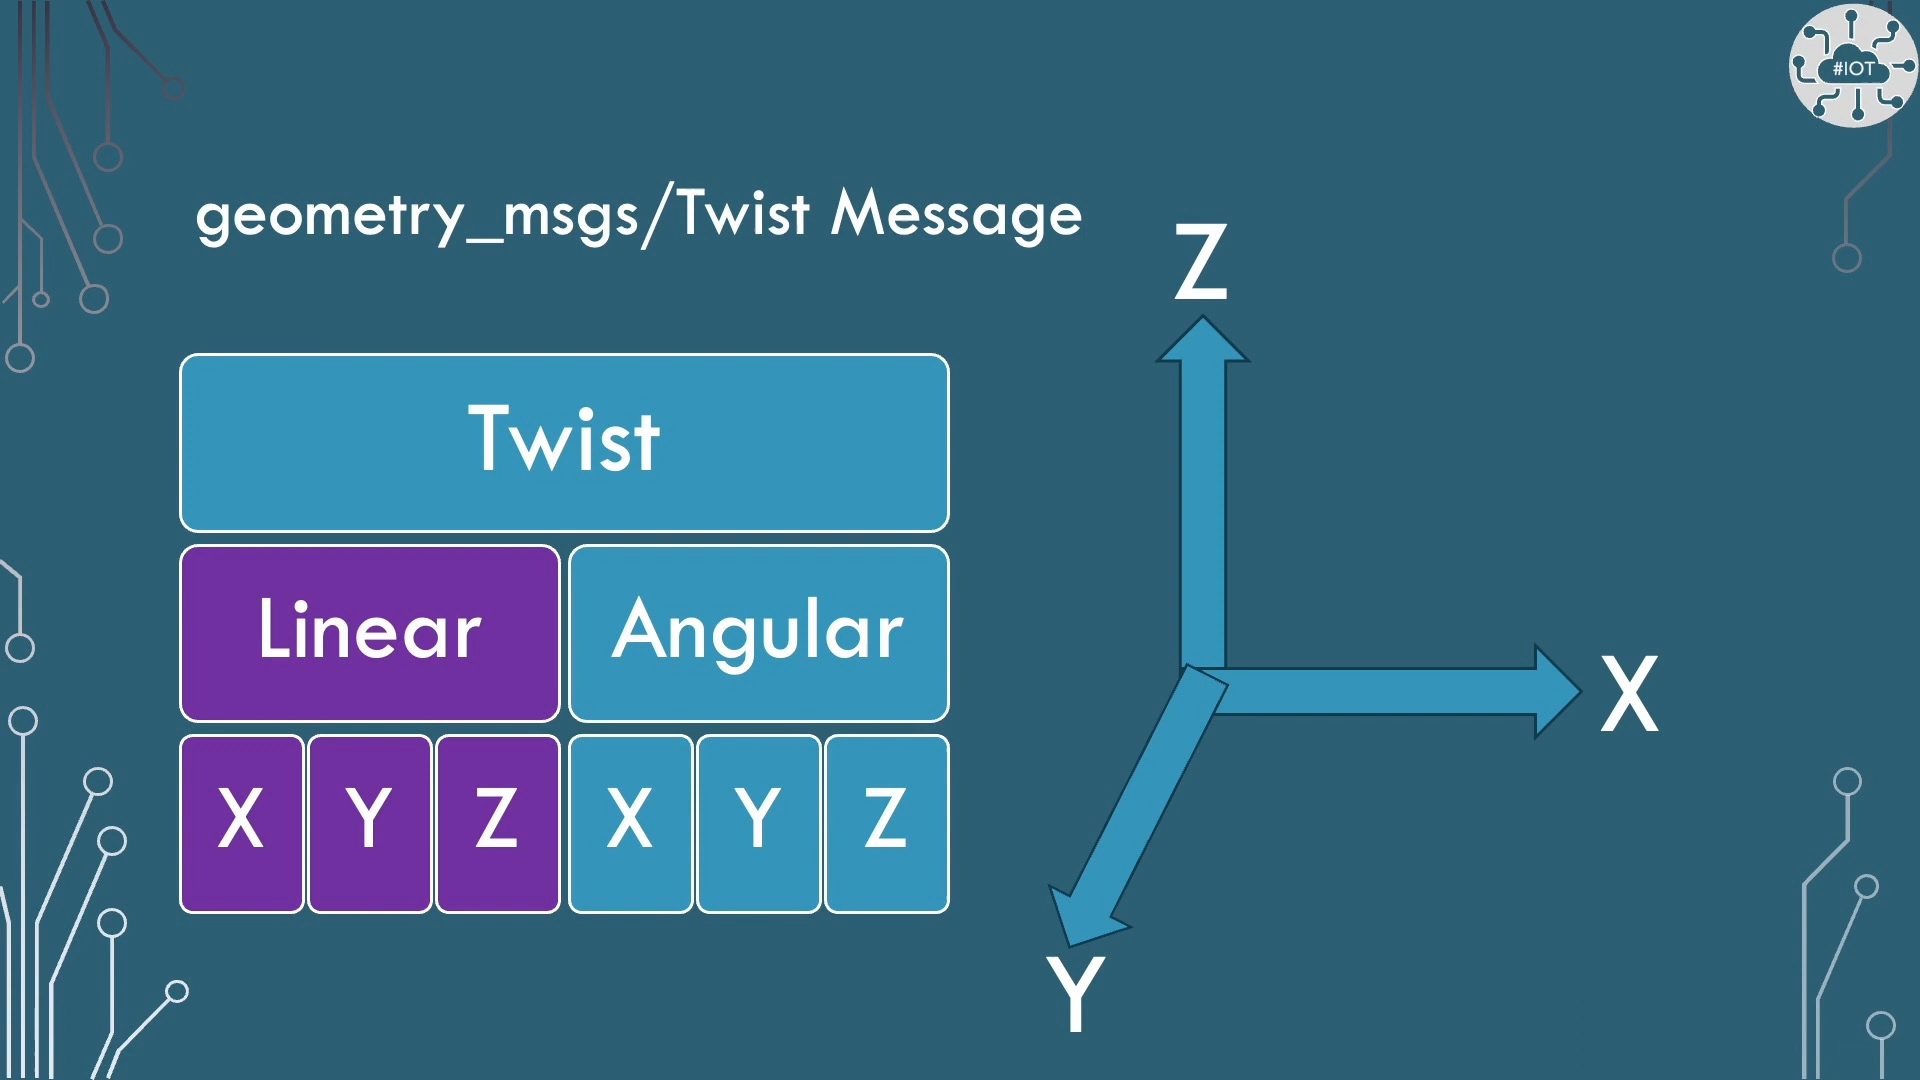 #IOT
geometry_msgs/Twist Message
Twist
Linear Angular
X Y Z X Y Z
Z
X
Y